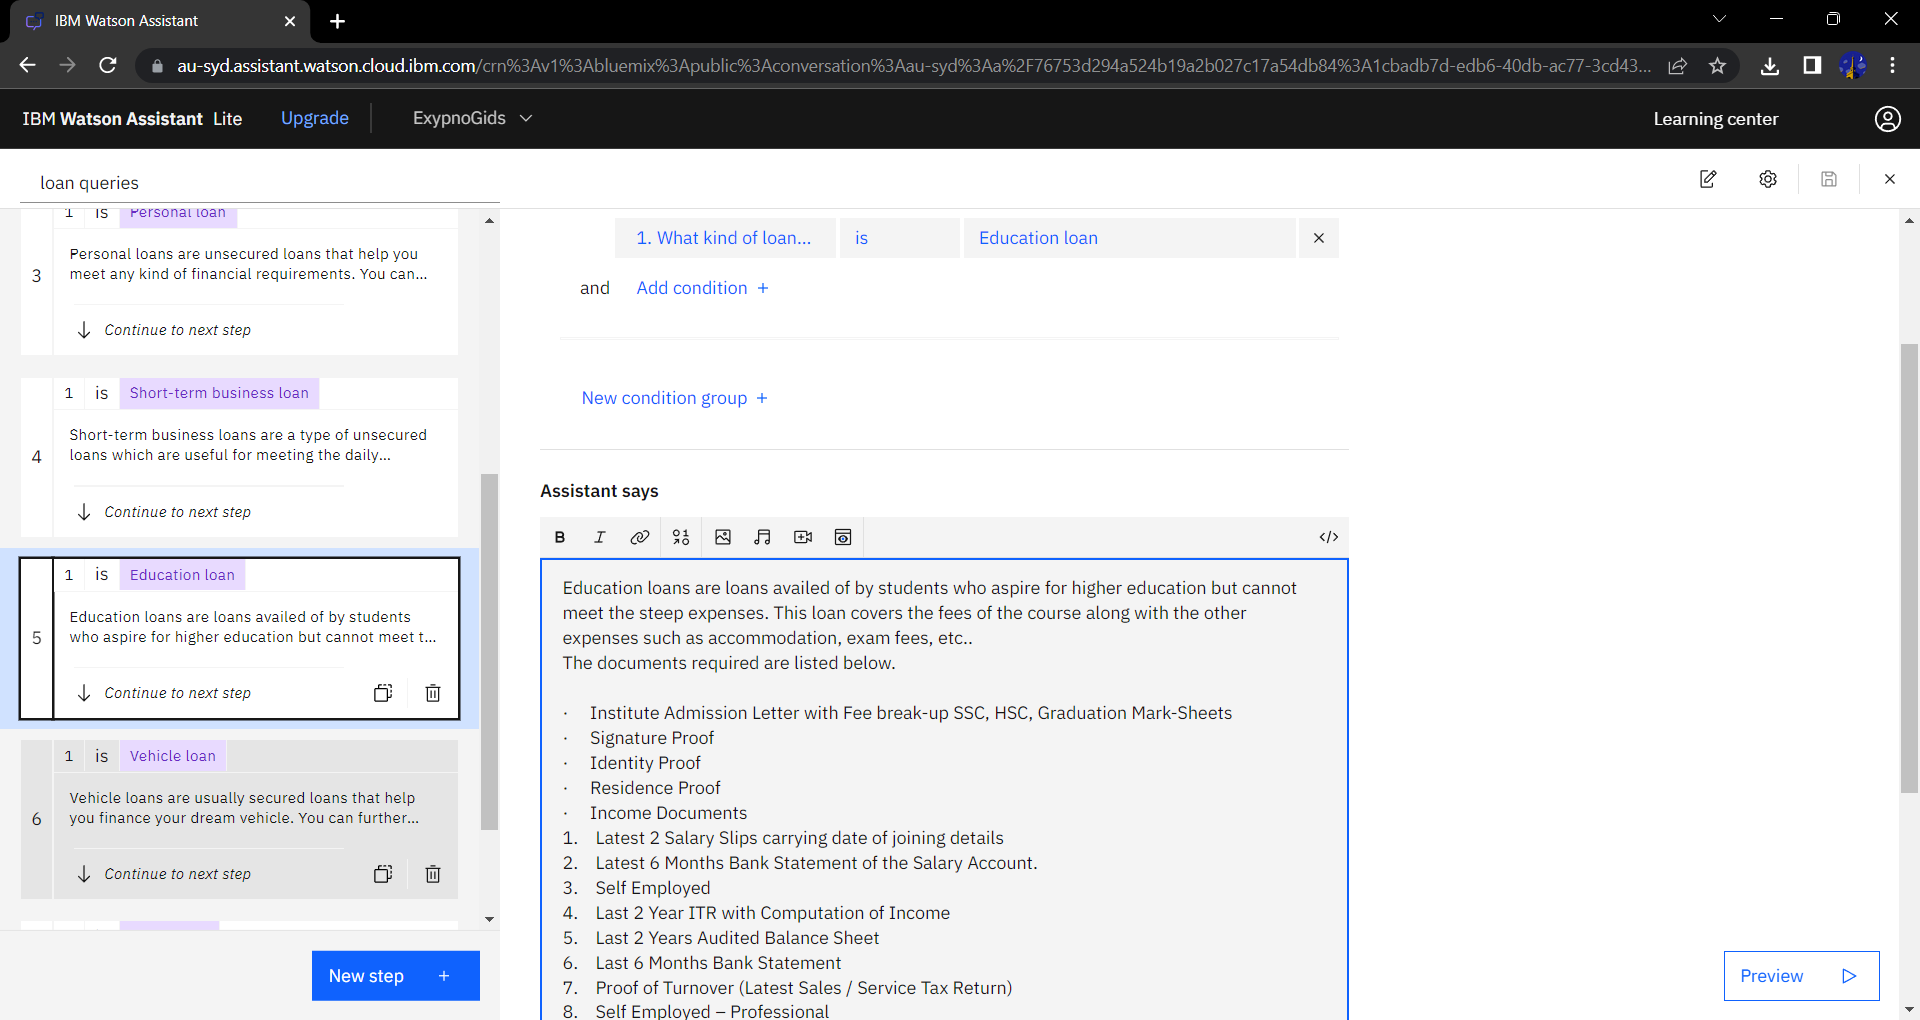 IBM Watson Assistant
au-syd.assistant.watson.cloud.ibm.com/crn%3Av1%3Abluemix%3Apublic%3Aconversation%3Aau-syd%3Aa%2F76753d294a524b19a2b027c17a54db84%3A1cbadb7d-edb6-40db-ac77-3cd43...
IBM Watson Assistant Lite Upgrade ExypnoGids Learning center
loan queries
1 is Personal loan
3
Personal loans are unsecured loans that help you
meet any kind of financial requirements. You can...
Continue to next step
1 is Short-term business loan
4
Short-term business loans are a type of unsecured
loans which are useful for meeting the daily...
Continue to next step
1 is Education loan
5
Education loans are loans availed of by students
who aspire for higher education but cannot meet t...
Continue to next step
1 is Vehicle loan
6
Vehicle loans are usually secured loans that help
you finance your dream vehicle. You can further...
Continue to next step
New step +
1. What kind of loan... is Education loan
and Add condition +
New condition group +
Assistant says
B I </>
Education loans are loans availed of by students who aspire for higher education but cannot
meet the steep expenses. This loan covers the fees of the course along with the other
expenses such as accommodation, exam fees, etc..
The documents required are listed below.
· Institute Admission Letter with Fee break-up SSC, HSC, Graduation Mark-Sheets
· Signature Proof
· Identity Proof
· Residence Proof
· Income Documents
1. Latest 2 Salary Slips carrying date of joining details
2. Latest 6 Months Bank Statement of the Salary Account.
3. Self Employed
4. Last 2 Year ITR with Computation of Income
5. Last 2 Years Audited Balance Sheet
6. Last 6 Months Bank Statement
7. Proof of Turnover (Latest Sales / Service Tax Return)
8. Self Employed – Professional
Preview